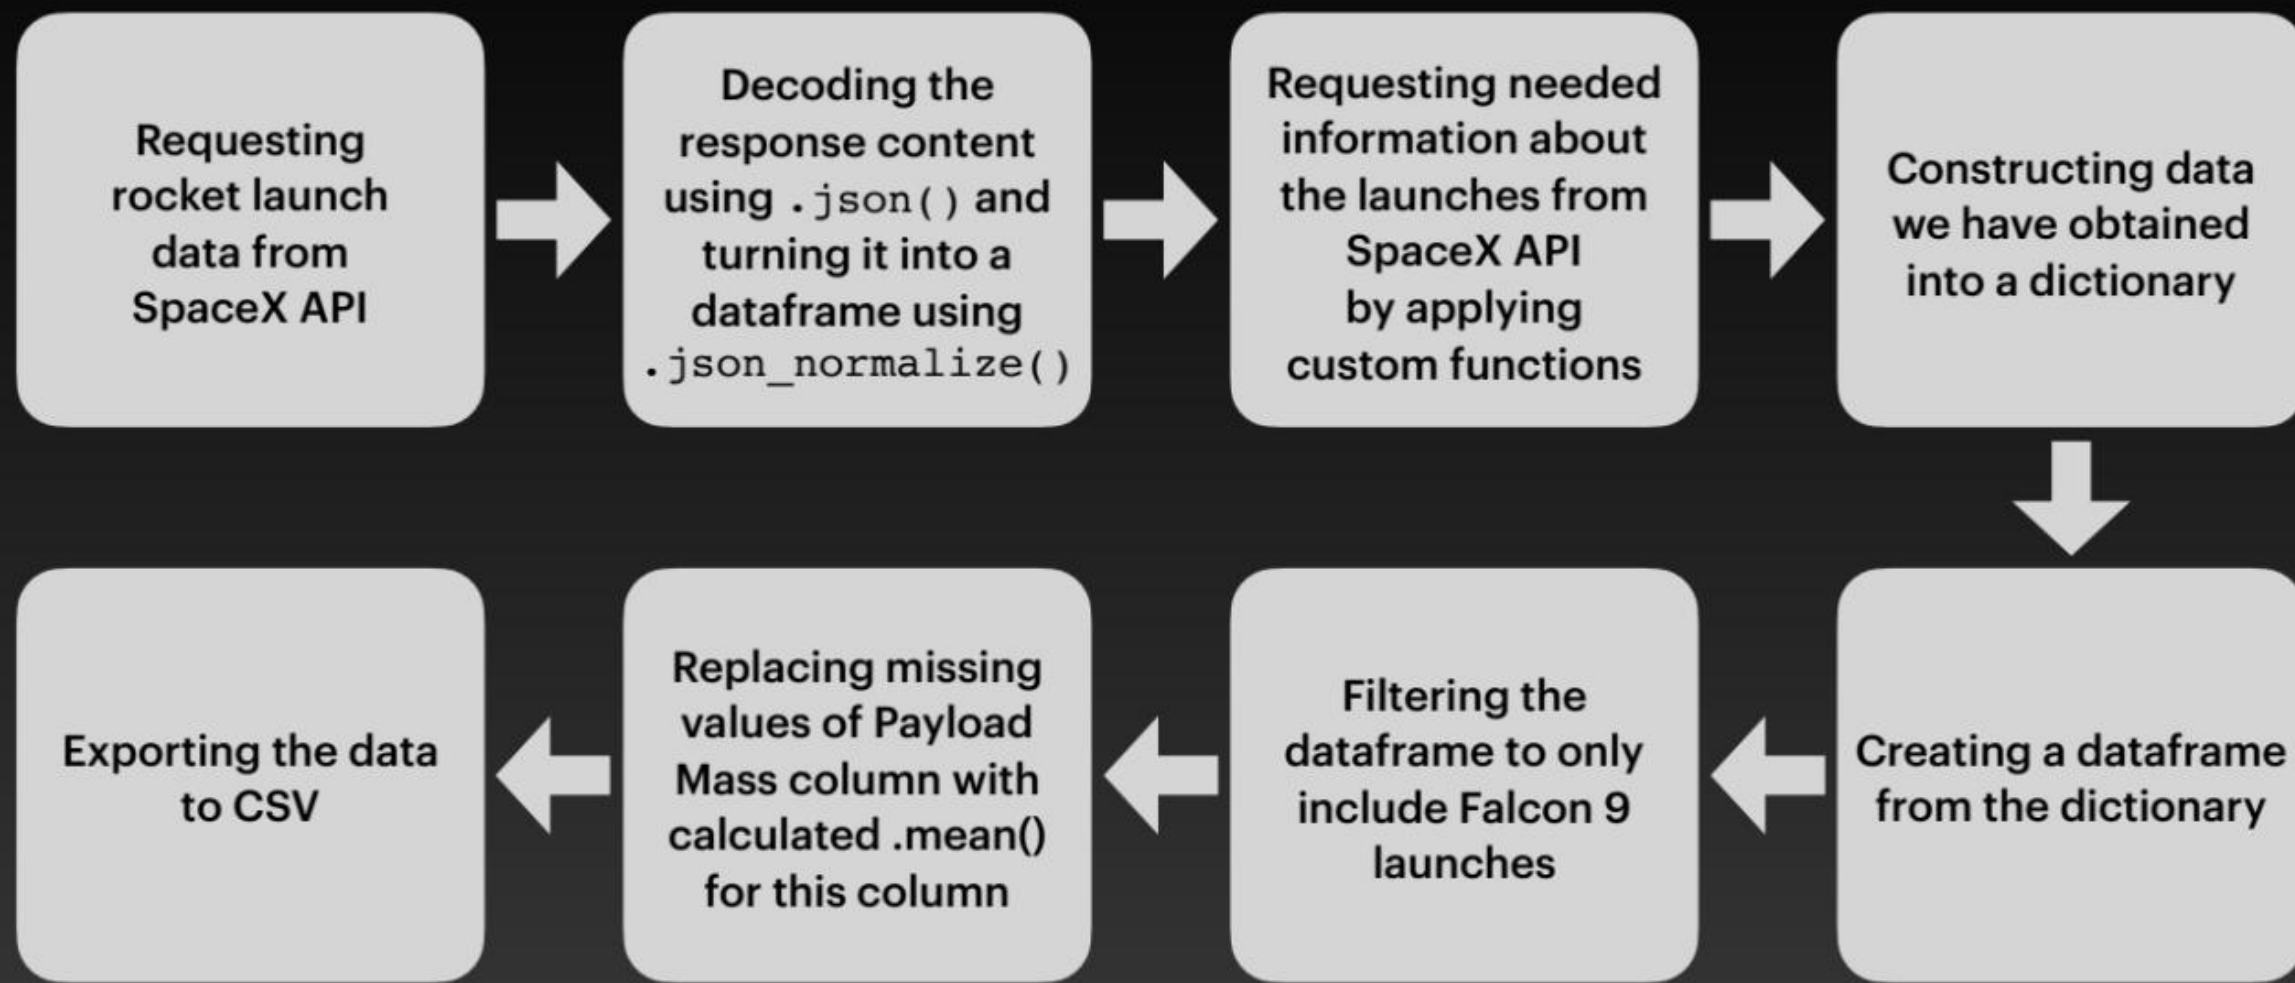 Requesting
rocket launch
data from
SpaceX API
Decoding the
response content
using .json() and
turning it into a
dataframe using
.json_normalize()
Requesting needed
information about
the launches from
SpaceX API
by applying
custom functions
Constructing data
we have obtained
into a dictionary
Creating a dataframe
from the dictionary
Filtering the
dataframe to only
include Falcon 9
launches
Replacing missing
values of Payload
Mass column with
calculated .mean()
for this column
Exporting the data
to CSV